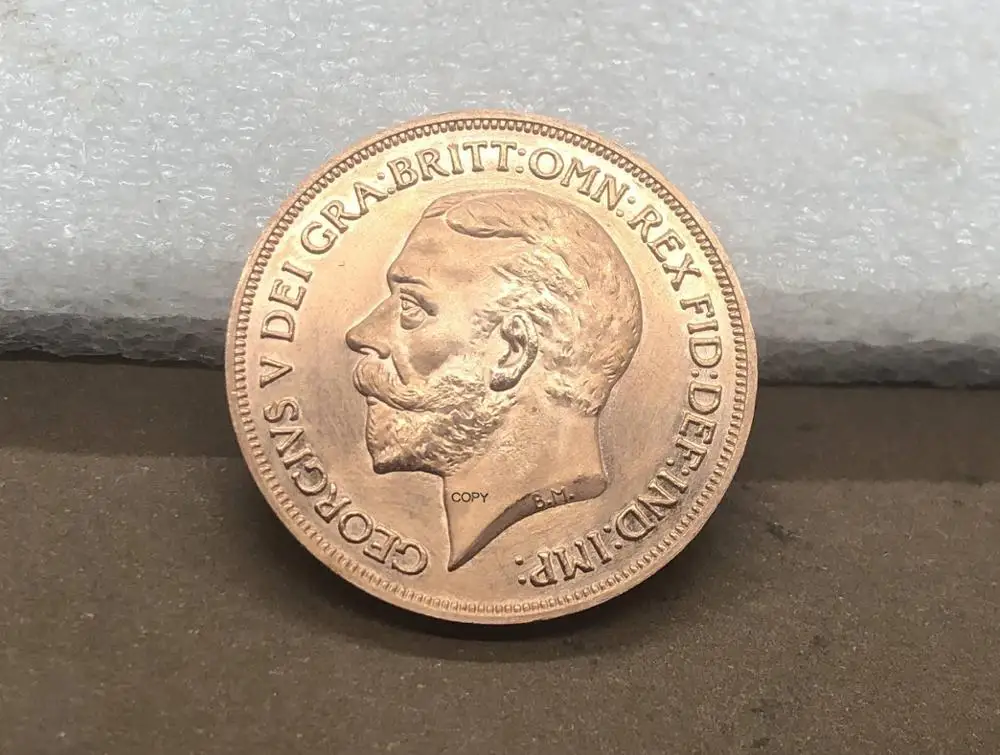 GEORGIVS V DEI GRA:BRITT:OMN:REX FID:DEF:IND:IMP:
COPY
B.M.